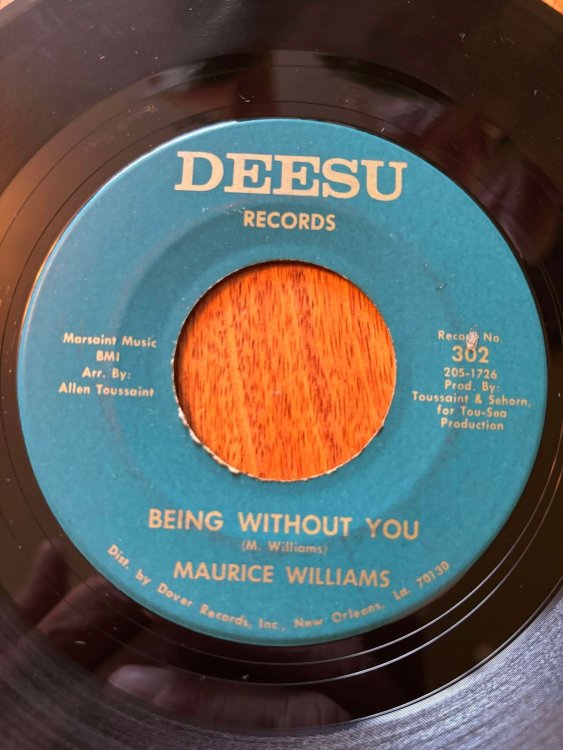 DEESU
RECORDS
Marsaint Music
BMI
Arr. By:
Allen Toussaint
Record No.
302
205-1726
Prod. By:
Toussaint & Sehorn,
for Tou-Sea
Production
BEING WITHOUT YOU
(M. Williams)
MAURICE WILLIAMS
Dist. by Dover Records, Inc., New Orleans, La. 70130